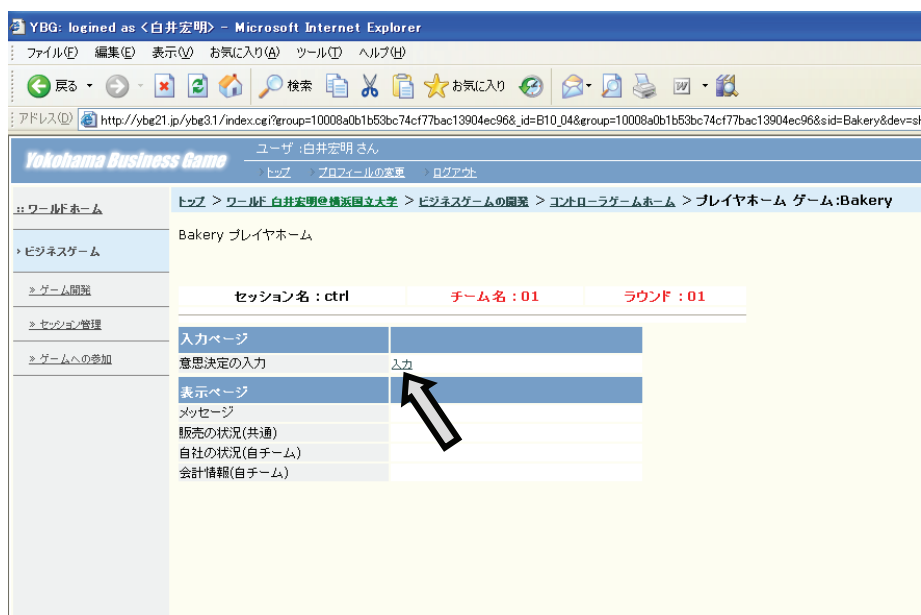 YBG: logined as <白井宏明> - Microsoft Internet Explorer
ファイル(F) 編集(E) 表示(V) お気に入り(A) ツール(T) ヘルプ(H)
戻る 検索 お気に入り
アドレス(D) http://ybg21.jp/ybg3.1/index.cgi?group=10008a0b1b53bc74cf77bac13904ec96&_id=B10_04&group=10008a0b1b53bc74cf77bac13904ec96&sid=Bakery&dev=sh
Yokohama Business Game
ユーザ :白井宏明 さん
›トップ ›プロフィールの変更 ›ログアウト
:: ワールドホーム
トップ > ワールド 白井宏明@横浜国立大学 > ビジネスゲームの開発 > コントローラゲームホーム > プレイヤホーム ゲーム:Bakery
› ビジネスゲーム
» ゲーム開発
» セッション管理
» ゲームへの参加
Bakery プレイヤホーム
セッション名：ctrl チーム名：01 ラウンド：01
入力ページ
意思決定の入力 入力
表示ページ
メッセージ
販売の状況(共通)
自社の状況(自チーム)
会計情報(自チーム)